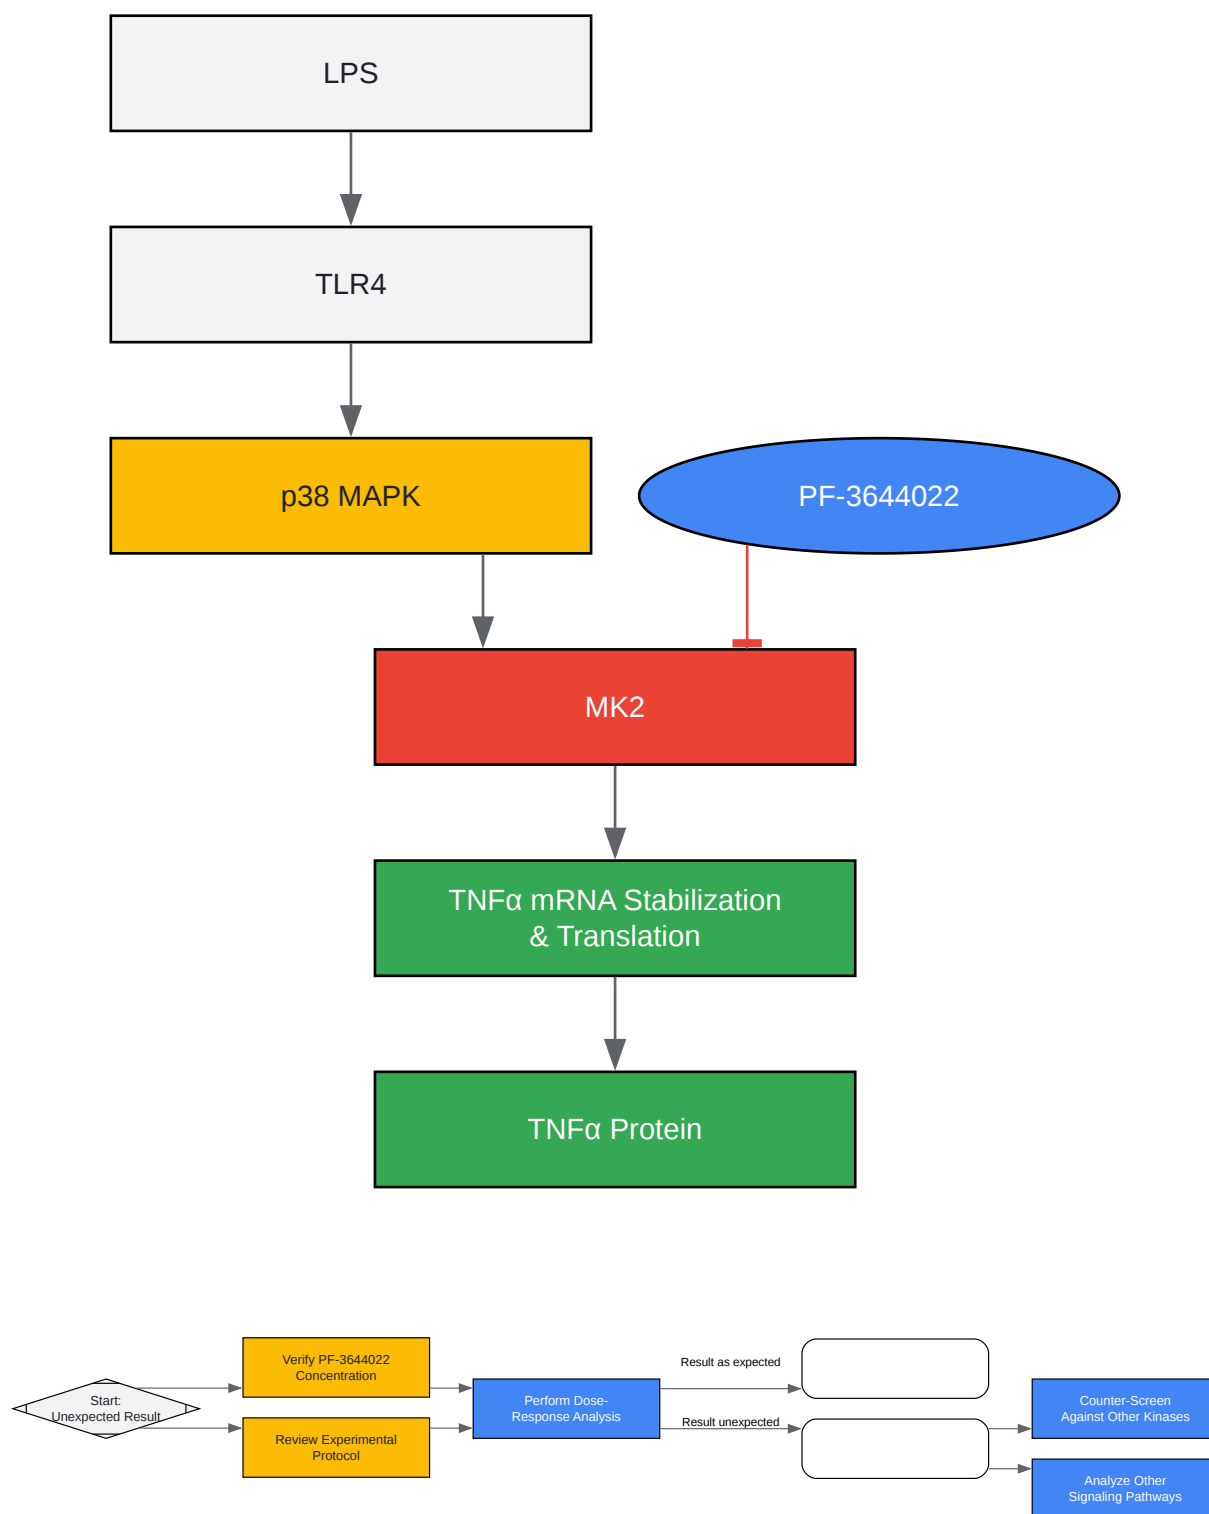 LPS
TLR4
p38 MAPK
PF-3644022
MK2
TNFα mRNA Stabilization
& Translation
TNFα Protein
Start:
Unexpected Result
Verify PF-3644022
Concentration
Review Experimental
Protocol
Perform Dose-
Response Analysis
Result as expected
Result unexpected
Counter-Screen
Against Other Kinases
Analyze Other
Signaling Pathways